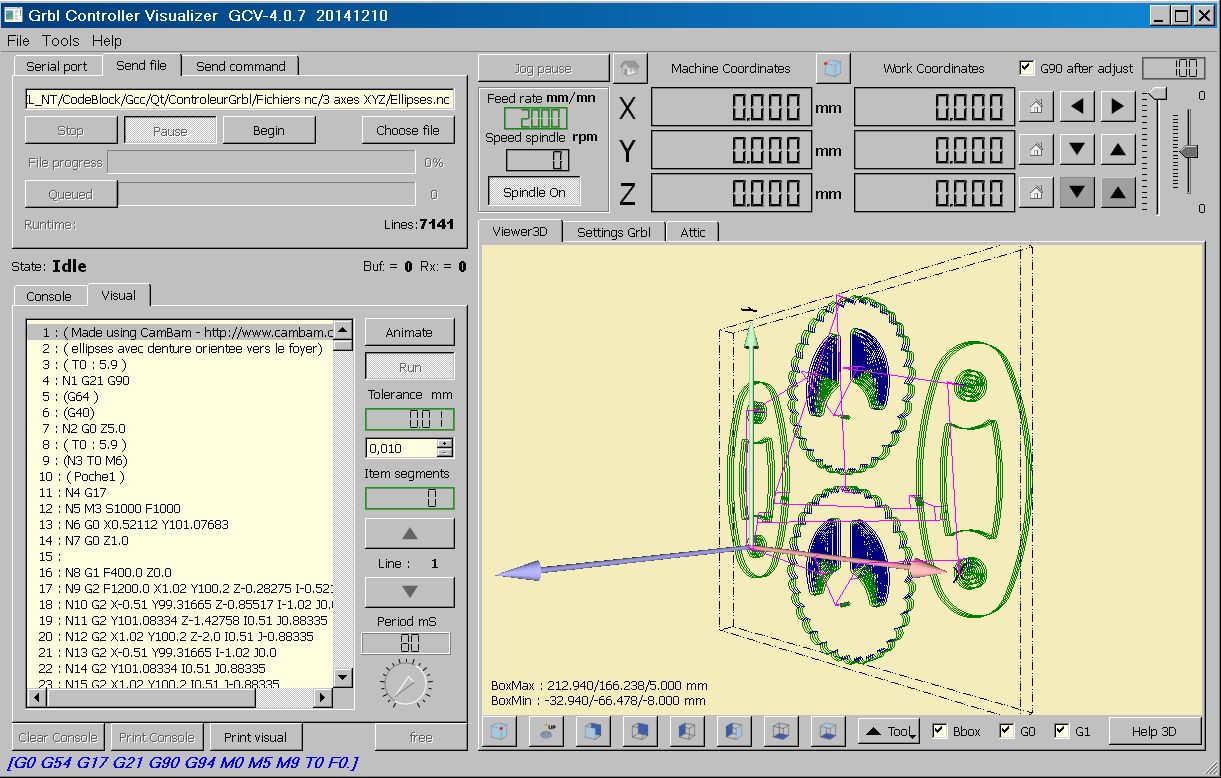 Grbl Controller Visualizer GCV-4.0.7 20141210
File Tools Help
Serial port Send file Send command
L_NT/CodeBlock/Gcc/Qt/ControleurGrbl/Fichiers nc/3 axes XYZ/Ellipses.nc
Stop Pause Begin Choose file
File progress 0%
Queued 0
Runtime: Lines:7141
State: Idle Buf: = 0 Rx: = 0
Console Visual
1 : ( Made using CamBam - http://www.cambam.c
2 : ( ellipses avec denture orientee vers le foyer)
3 : ( T0 : 5.9 )
4 : N1 G21 G90
5 : (G64 )
6 : (G40)
7 : N2 G0 Z5.0
8 : ( T0 : 5.9 )
9 : (N3 T0 M6)
10 : ( Poche1 )
11 : N4 G17
12 : N5 M3 S1000 F1000
13 : N6 G0 X0.52112 Y101.07683
14 : N7 G0 Z1.0
15 :
16 : N8 G1 F400.0 Z0.0
17 : N9 G2 F1200.0 X1.02 Y100.2 Z-0.28275 I-0.521
18 : N10 G2 X-0.51 Y99.31665 Z-0.85517 I-1.02 J0.
19 : N11 G2 Y101.08334 Z-1.42758 I0.51 J0.88335
20 : N12 G2 X1.02 Y100.2 Z-2.0 I0.51 J-0.88335
21 : N13 G2 X-0.51 Y99.31665 I-1.02 J0.0
22 : N14 G2 Y101.08334 I0.51 J0.88335
23 : N15 G2 X1.02 Y100.2 I0.51 J-0.88335
Animate
Run
Tolerance mm
0.01
0,010
Item segments
0
Line : 1
Period mS
00
Clear Console Print Console Print visual free
[G0 G54 G17 G21 G90 G94 M0 M5 M9 T0 F0.]
Jog pause Machine Coordinates Work Coordinates G90 after adjust 100
Feed rate mm/mn
2000
Speed spindle rpm
0
Spindle On
X 0.000 mm 0.000
Y 0.000 mm 0.000
Z 0.000 mm 0.000
0
0
Viewer3D Settings Grbl Attic
X
BoxMax : 212.940/166.238/5.000 mm
BoxMin : -32.940/-66.478/-8.000 mm
UP Tool Bbox G0 G1 Help 3D